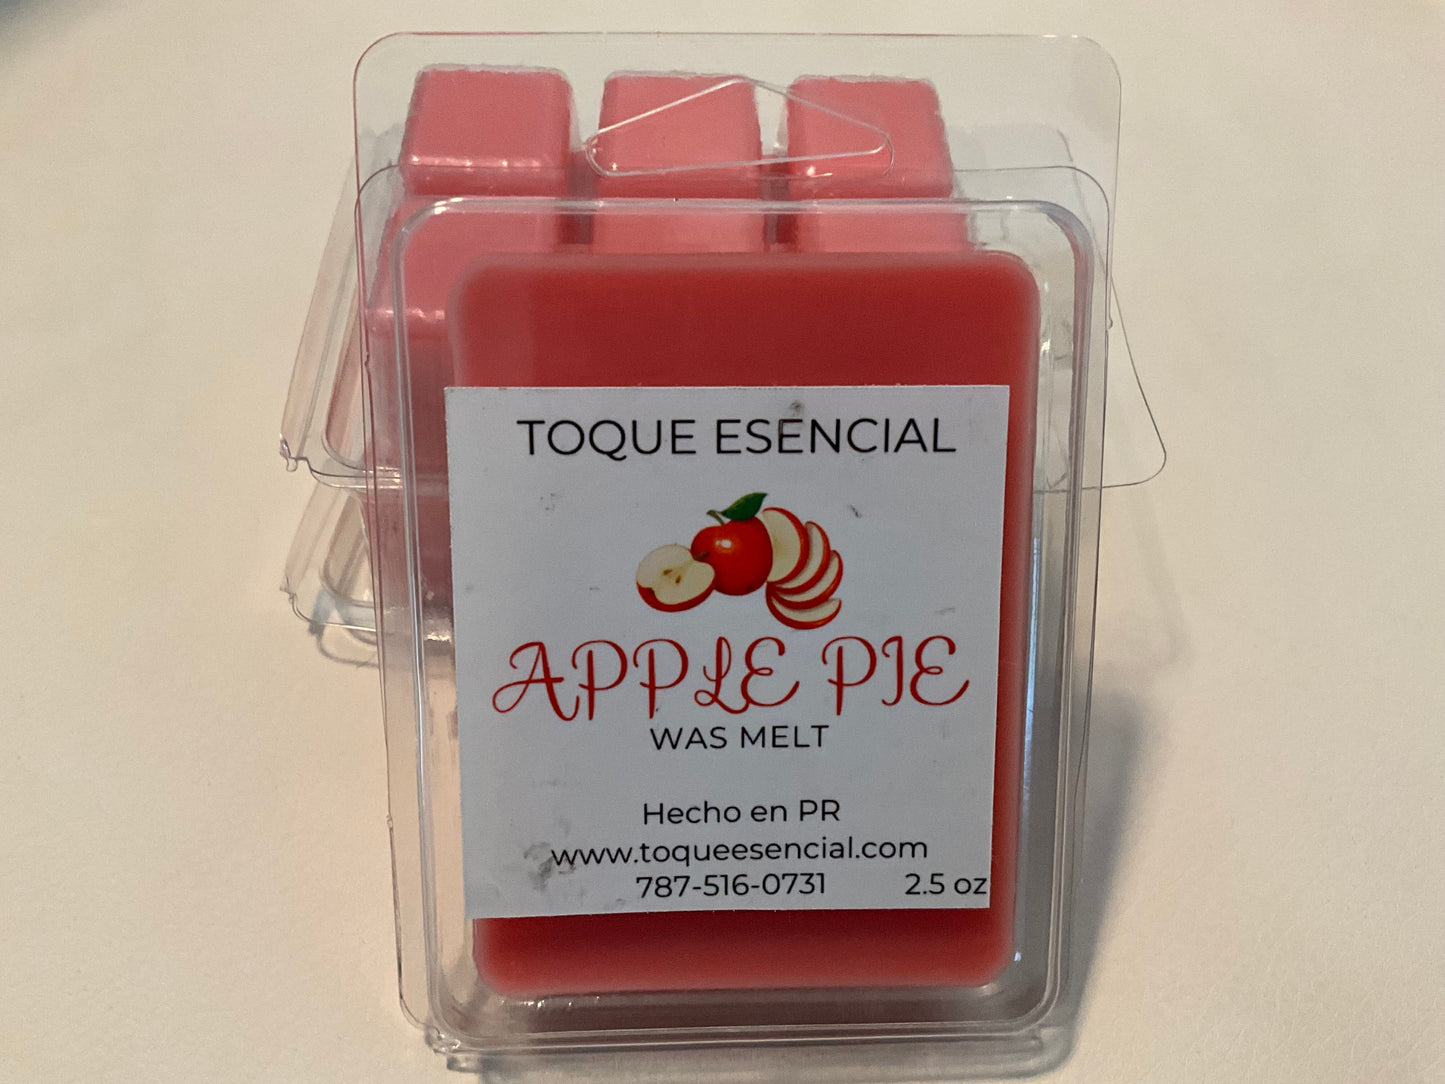 TOQUE ESENCIAL
APPLE PIE
WAS MELT
Hecho en PR
www.toqueesencial.com
787-516-0731 2.5 oz